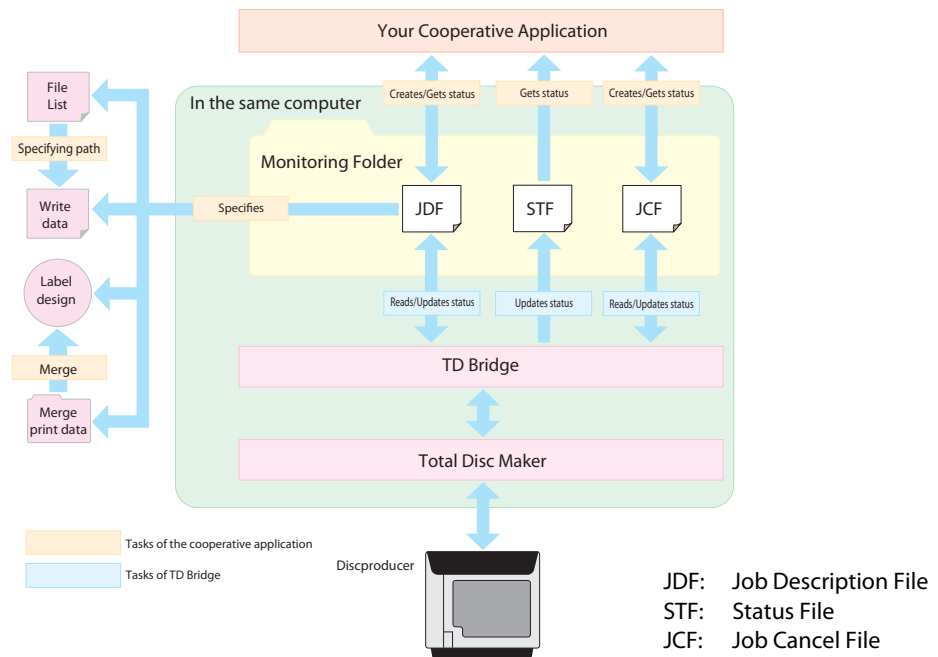 Your Cooperative Application
Creates/Gets status
Gets status
Creates/Gets status
In the same computer
File
List
Specifying path
Monitoring Folder
Write
data
Specifies
JDF
STF
JCF
Label
design
Reads/Updates status
Updates status
Reads/Updates status
TD Bridge
Merge
Merge
print data
Total Disc Maker
Tasks of the cooperative application
Tasks of TD Bridge
Discproducer
JDF: Job Description File
STF: Status File
JCF: Job Cancel File